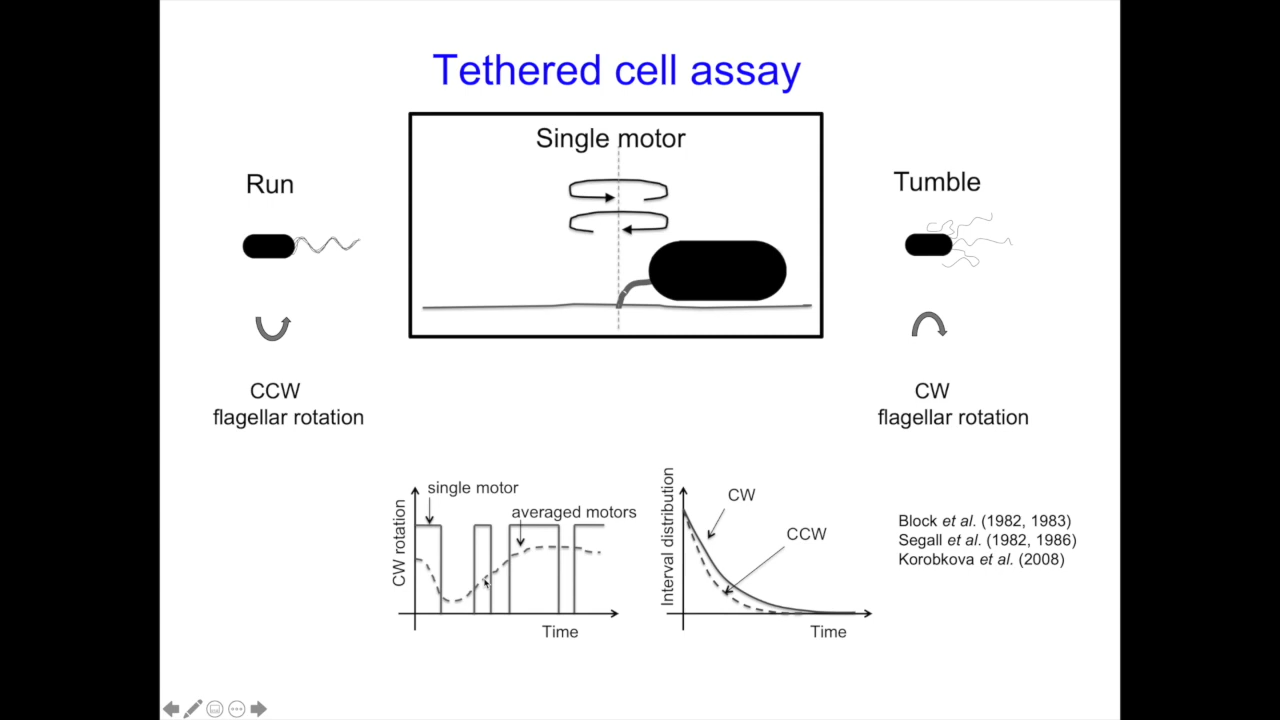 Tethered cell assay
Single motor
Run
Tumble
CCW
flagellar rotation
CW
flagellar rotation
single motor
averaged motors
CW rotation
Time
Interval distribution
CW
CCW
Time
Block et al. (1982, 1983)
Segall et al. (1982, 1986)
Korobkova et al. (2008)